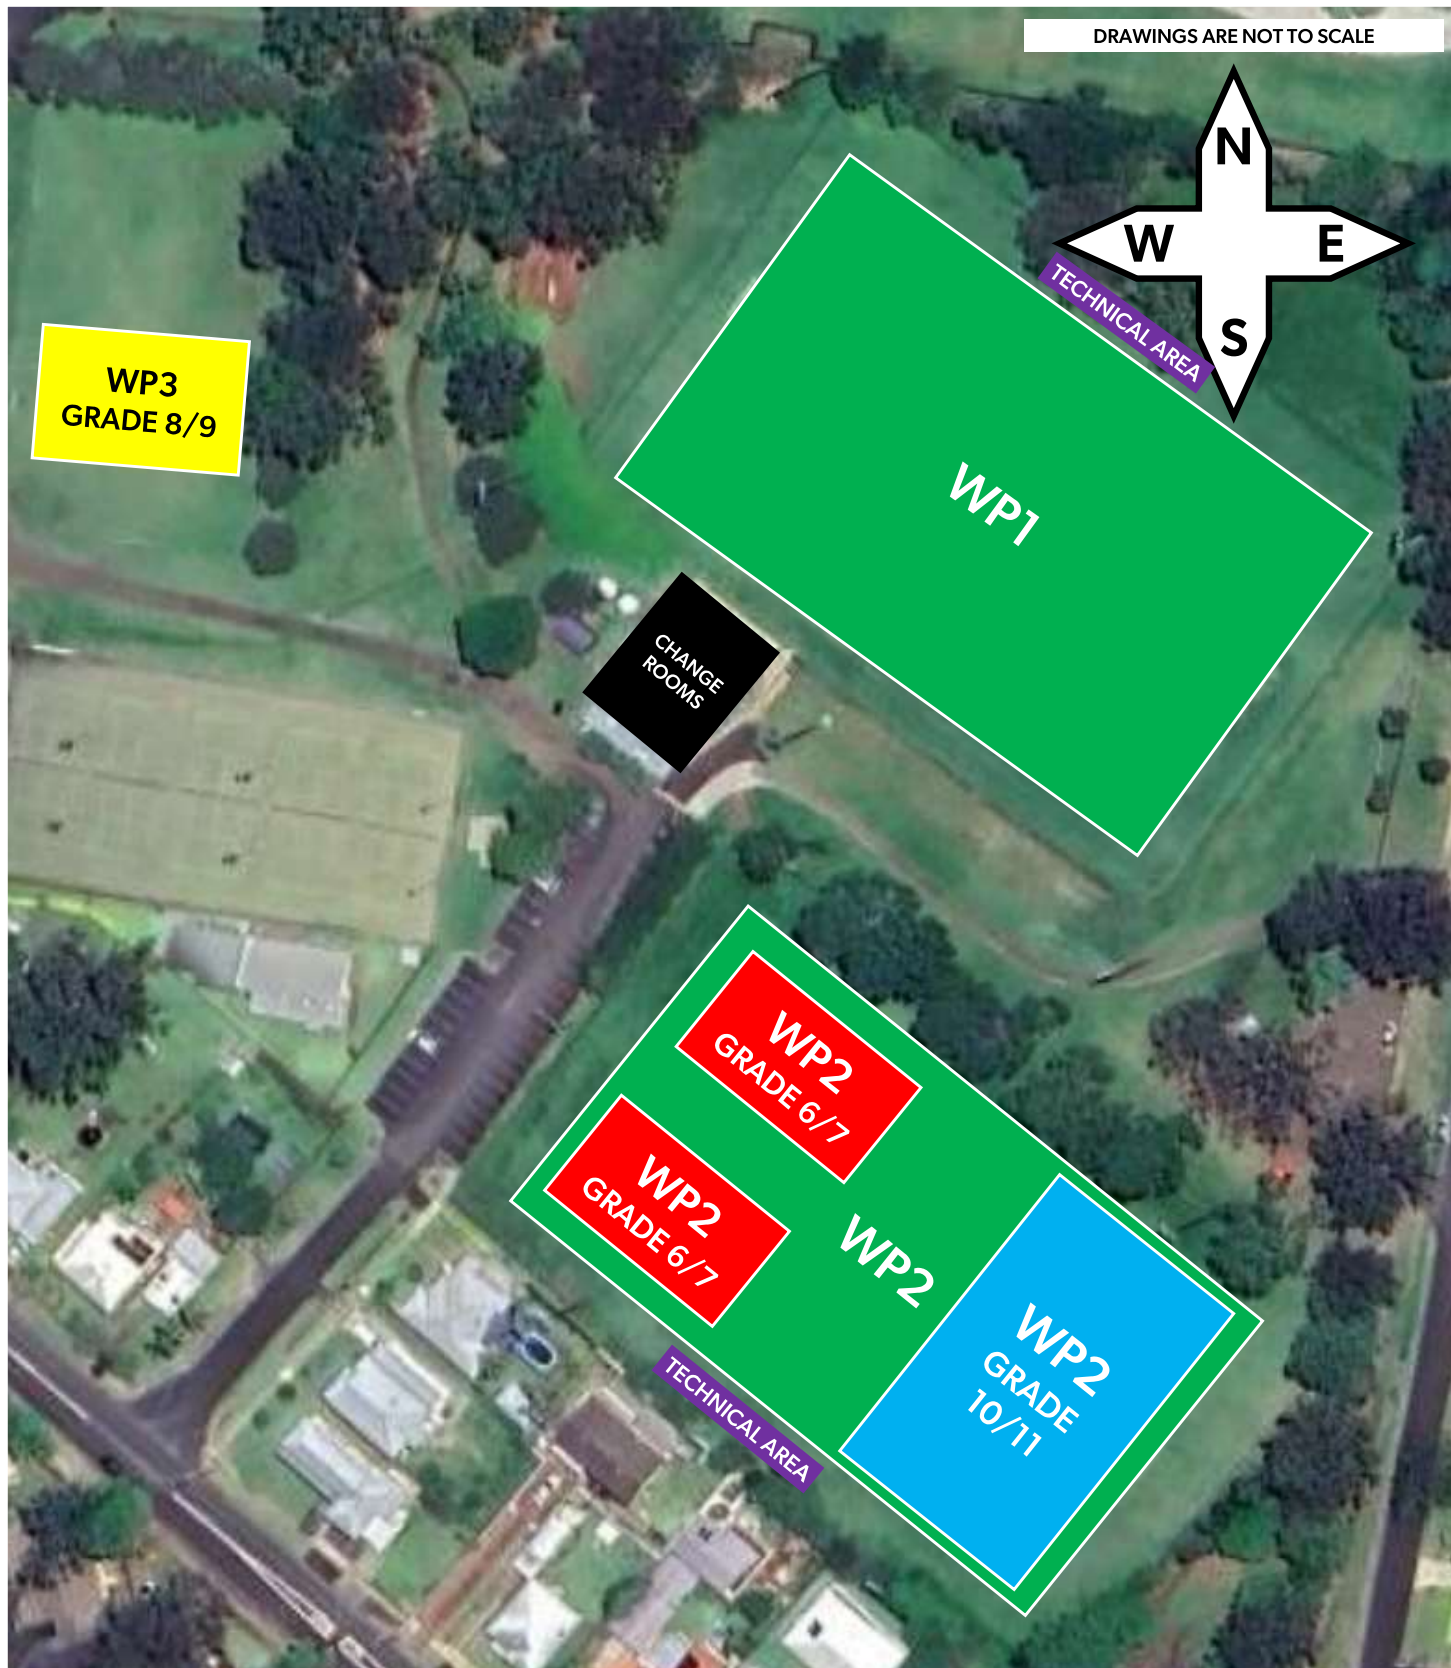 DRAWINGS ARE NOT TO SCALE
N
W
E
S
TECHNICAL AREA
WP3
GRADE 8/9
WP1
CHANGE
ROOMS
WP2
GRADE 6/7
WP2
GRADE 6/7
WP2
WP2
GRADE
10/11
TECHNICAL AREA